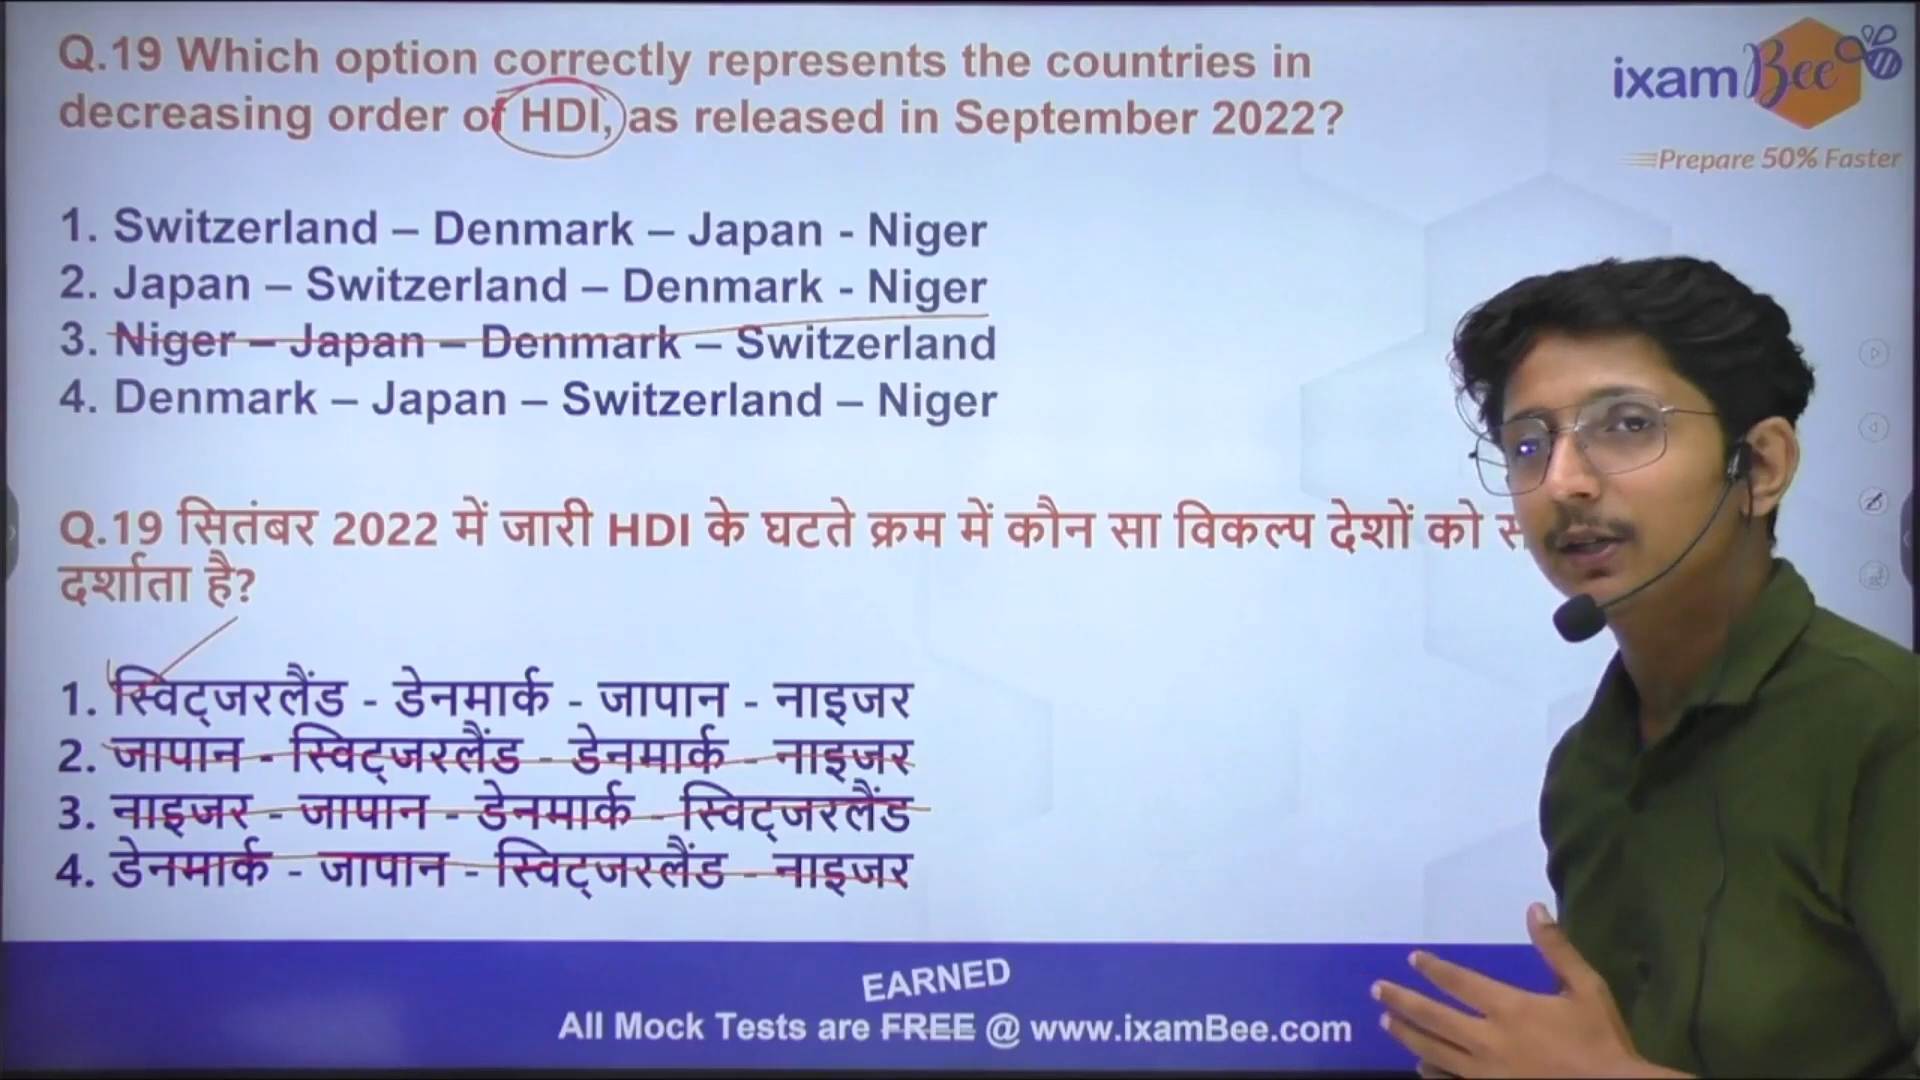 Q.19 Which option correctly represents the countries in
decreasing order of HDI, as released in September 2022?
ixamBee
Prepare 50% Faster
1. Switzerland – Denmark – Japan - Niger
2. Japan – Switzerland – Denmark - Niger
3. Niger – Japan – Denmark – Switzerland
4. Denmark – Japan – Switzerland – Niger
Q.19 सितंबर 2022 में जारी HDI के घटते क्रम में कौन सा विकल्प देशों को
दर्शाता है?
1. स्विट्जरलैंड - डेनमार्क - जापान - नाइजर
2. जापान - स्विट्जरलैंड - डेनमार्क - नाइजर
3. नाइजर - जापान - डेनमार्क - स्विट्जरलैंड
4. डेनमार्क - जापान - स्विट्जरलैंड - नाइजर
EARNED
All Mock Tests are FREE @ www.ixamBee.com